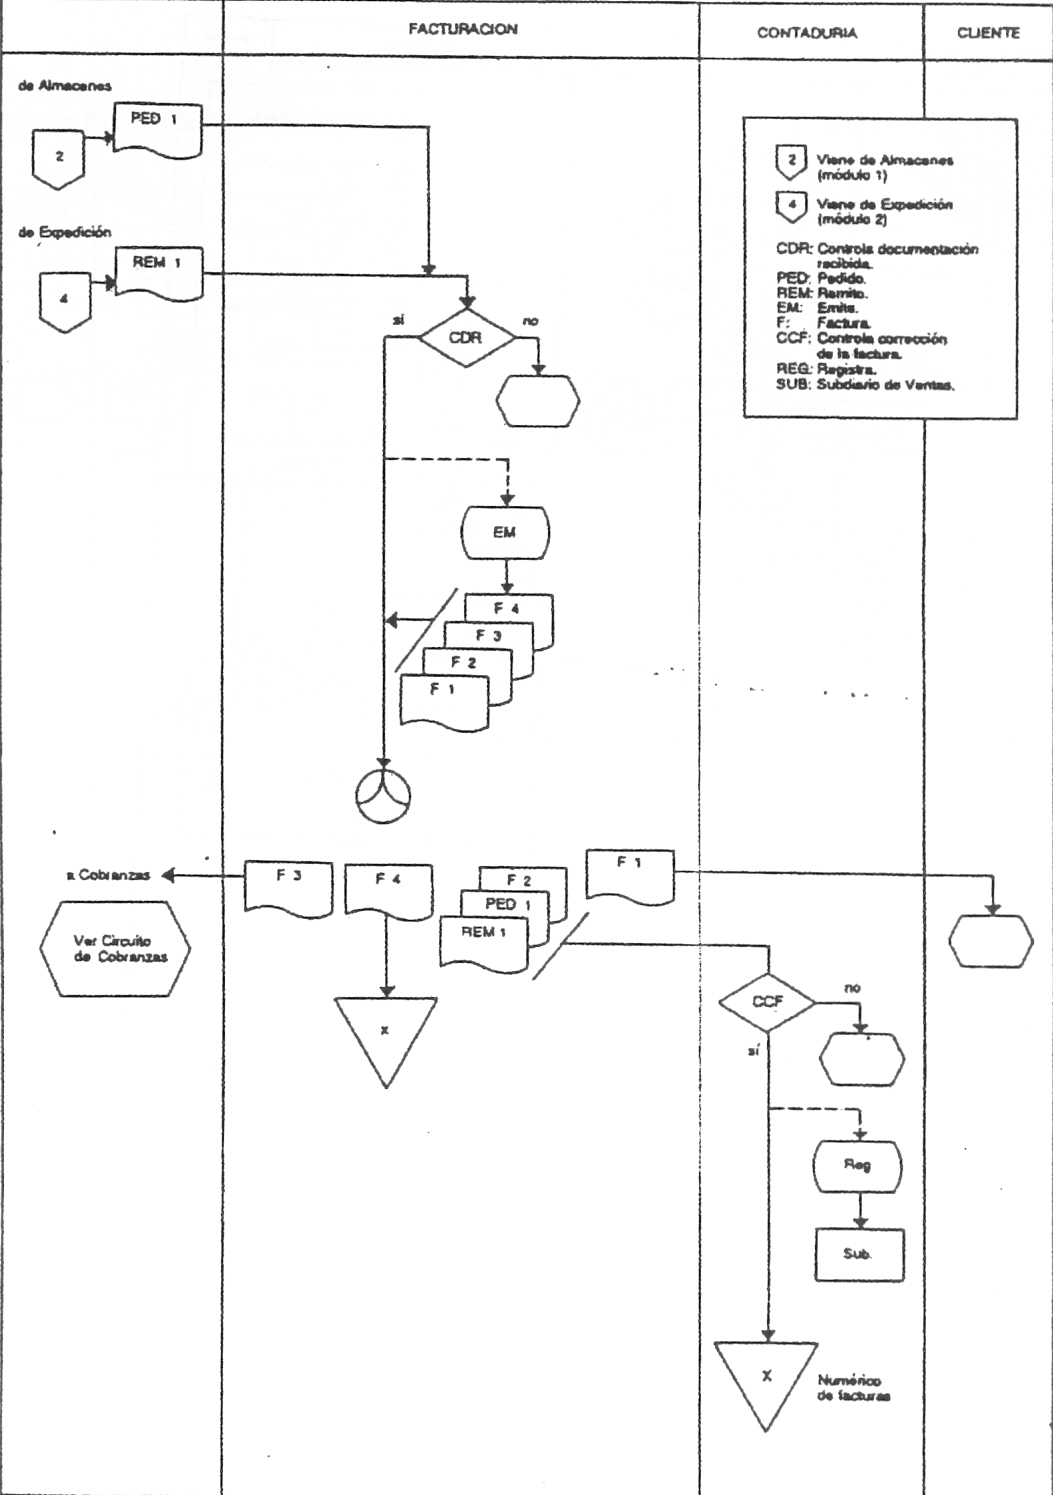 FACTURACION
CONTADURIA
CLIENTE
de Almacenes
PED 1
2
de Expedición
REM 1
4
2 Viene de Almacenes
(módulo 1)
4 Viene de Expedición
(módulo 2)
CDR: Controla documentación
recibida.
PED: Pedido.
REM: Remito.
EM: Emite.
F: Factura.
CCF: Controla corrección
de la factura.
REG: Registra.
SUB: Subdiario de Ventas.
sí
CDR
no
EM
F 4
F 3
F 2
F 1
a Cobranzas
F 3
F 4
F 2
PED 1
REM 1
F 1
Ver Circuito
de Cobranzas
x
CCF
no
sí
Reg
Sub.
X
Numérico
de facturas